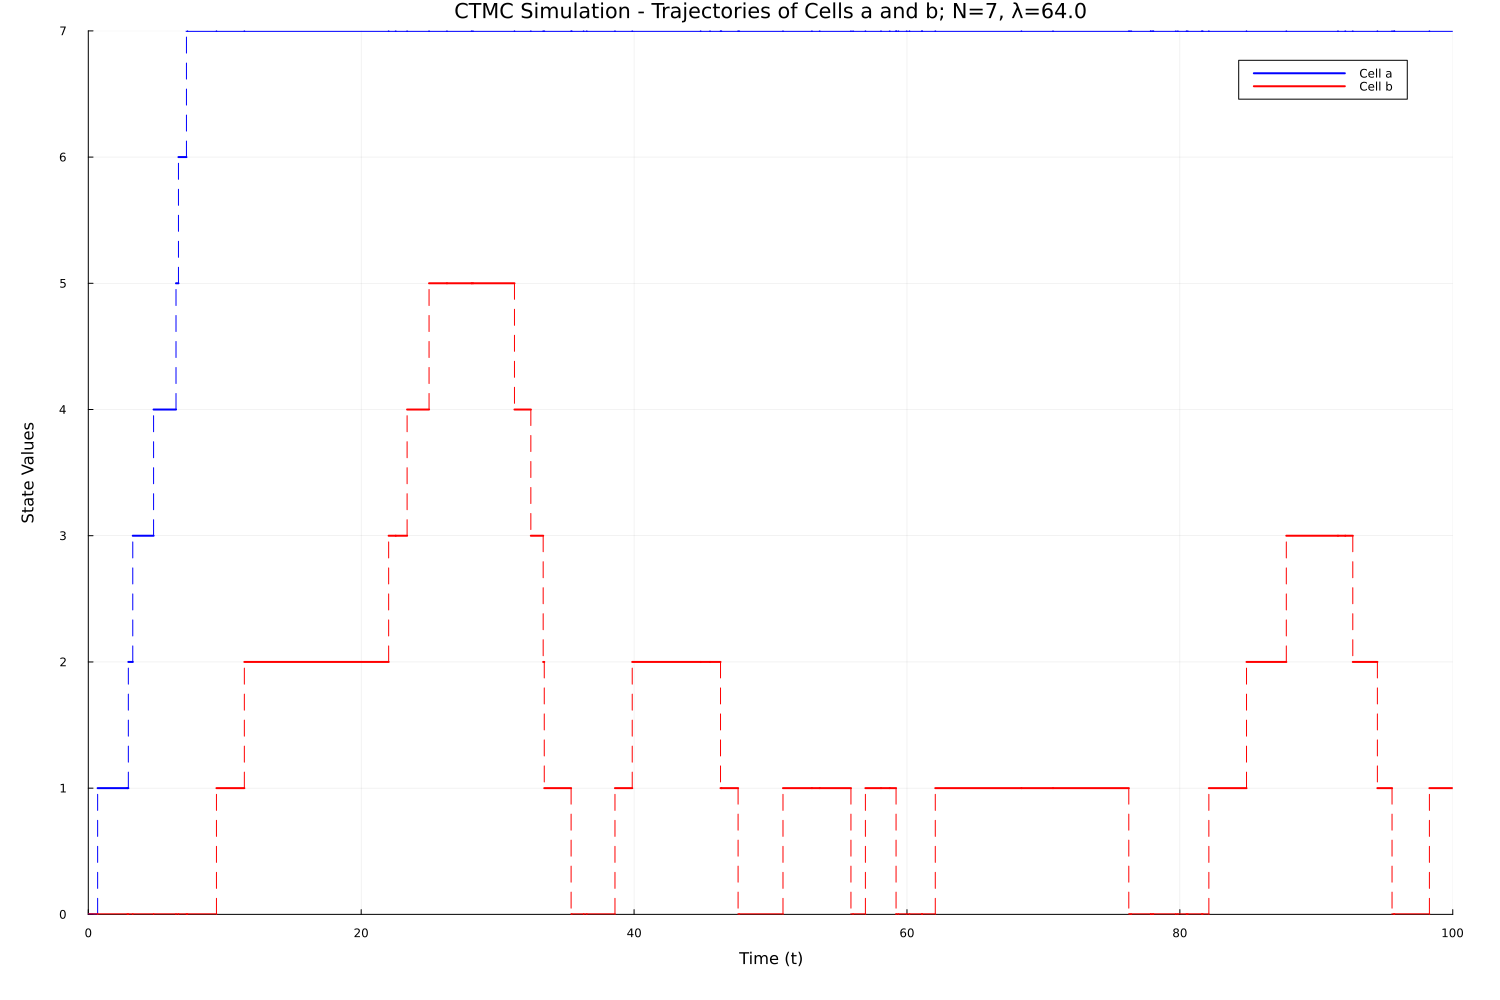 CTMC Simulation - Trajectories of Cells a and b; N=7, λ=64.0
7
6
5
4
3
2
1
0
State Values
Cell a
Cell b
0 20 40 60 80 100
Time (t)